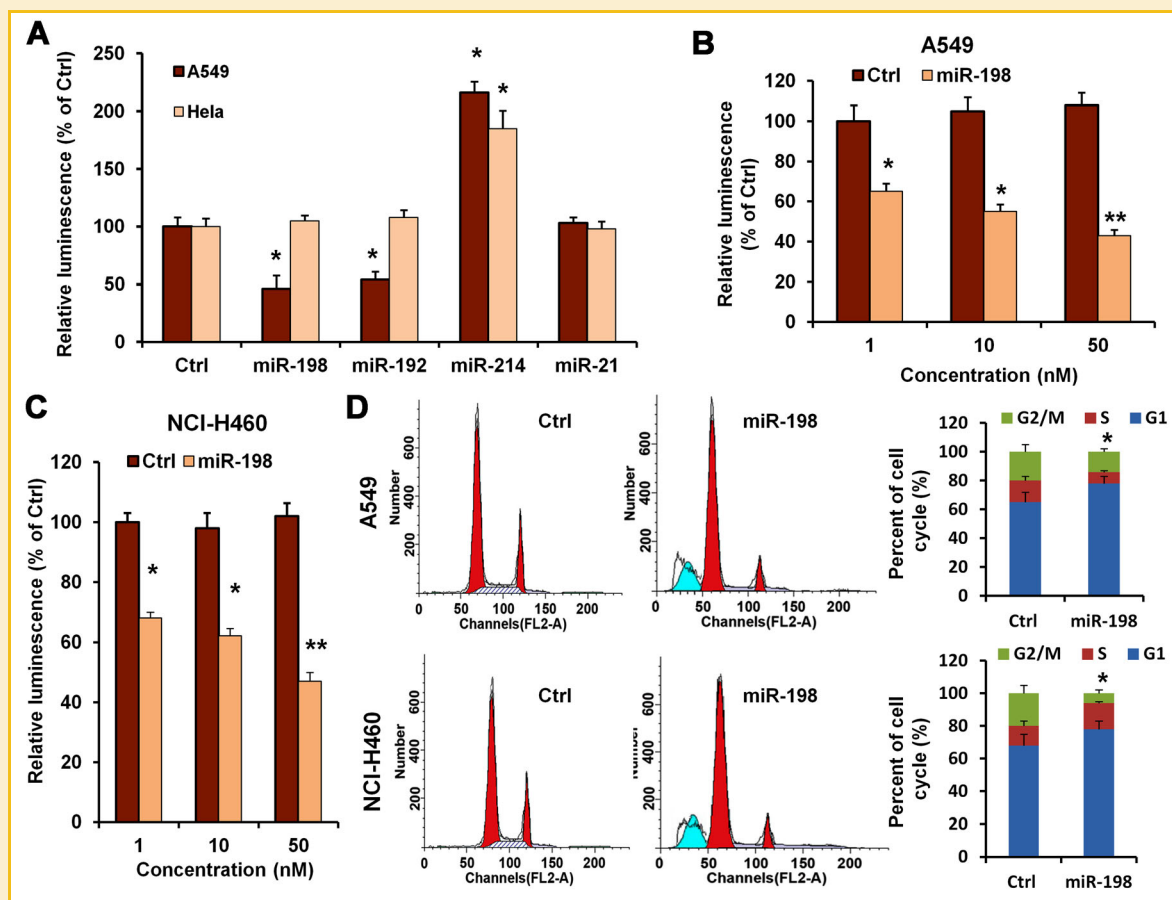 A
Relative luminescence (% of Ctrl)
250
200
150
100
50
0
A549
Hela
*
*
*
*
Ctrl
miR-198
miR-192
miR-214
miR-21
B
A549
Ctrl
miR-198
Relative luminescence
(% of Ctrl)
120
100
80
60
40
20
0
*
*
**
1
10
50
Concentration (nM)
C
NCI-H460
Ctrl
miR-198
Relative luminescence (% of Ctrl)
120
100
80
60
40
20
0
*
*
**
1
10
50
Concentration (nM)
D
A549
Ctrl
Number
600
400
200
0 50 100 150 200
Channels(FL2-A)
miR-198
Number
600
400
200
0 50 100 150 200
Channels(FL2-A)
G2/M
S
G1
Percent of cell
cycle (%)
120
100
80
60
40
20
0
*
Ctrl
miR-198
NCI-H460
Ctrl
Number
600
400
200
0 50 100 150 200
Channels(FL2-A)
miR-198
Number
600
400
200
0 50 100 150 200
Channels(FL2-A)
G2/M
S
G1
Percent of cell
cycle (%)
120
100
80
60
40
20
0
*
Ctrl
miR-198